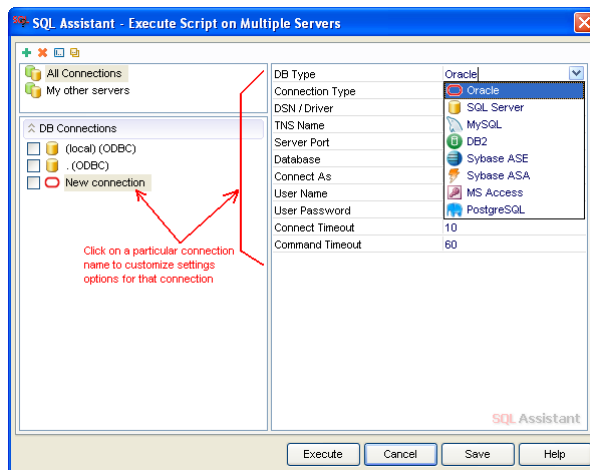 SQL Assistant - Execute Script on Multiple Servers
All Connections
My other servers
DB Connections
(local) (ODBC)
. (ODBC)
New connection
Click on a particular connection
name to customize settings
options for that connection
DB Type
Oracle
Connection Type
DSN / Driver
TNS Name
Server Port
Database
Connect As
User Name
User Password
Connect Timeout
10
Command Timeout
60
Oracle
SQL Server
MySQL
DB2
Sybase ASE
Sybase ASA
MS Access
PostgreSQL
SQL Assistant
Execute
Cancel
Save
Help